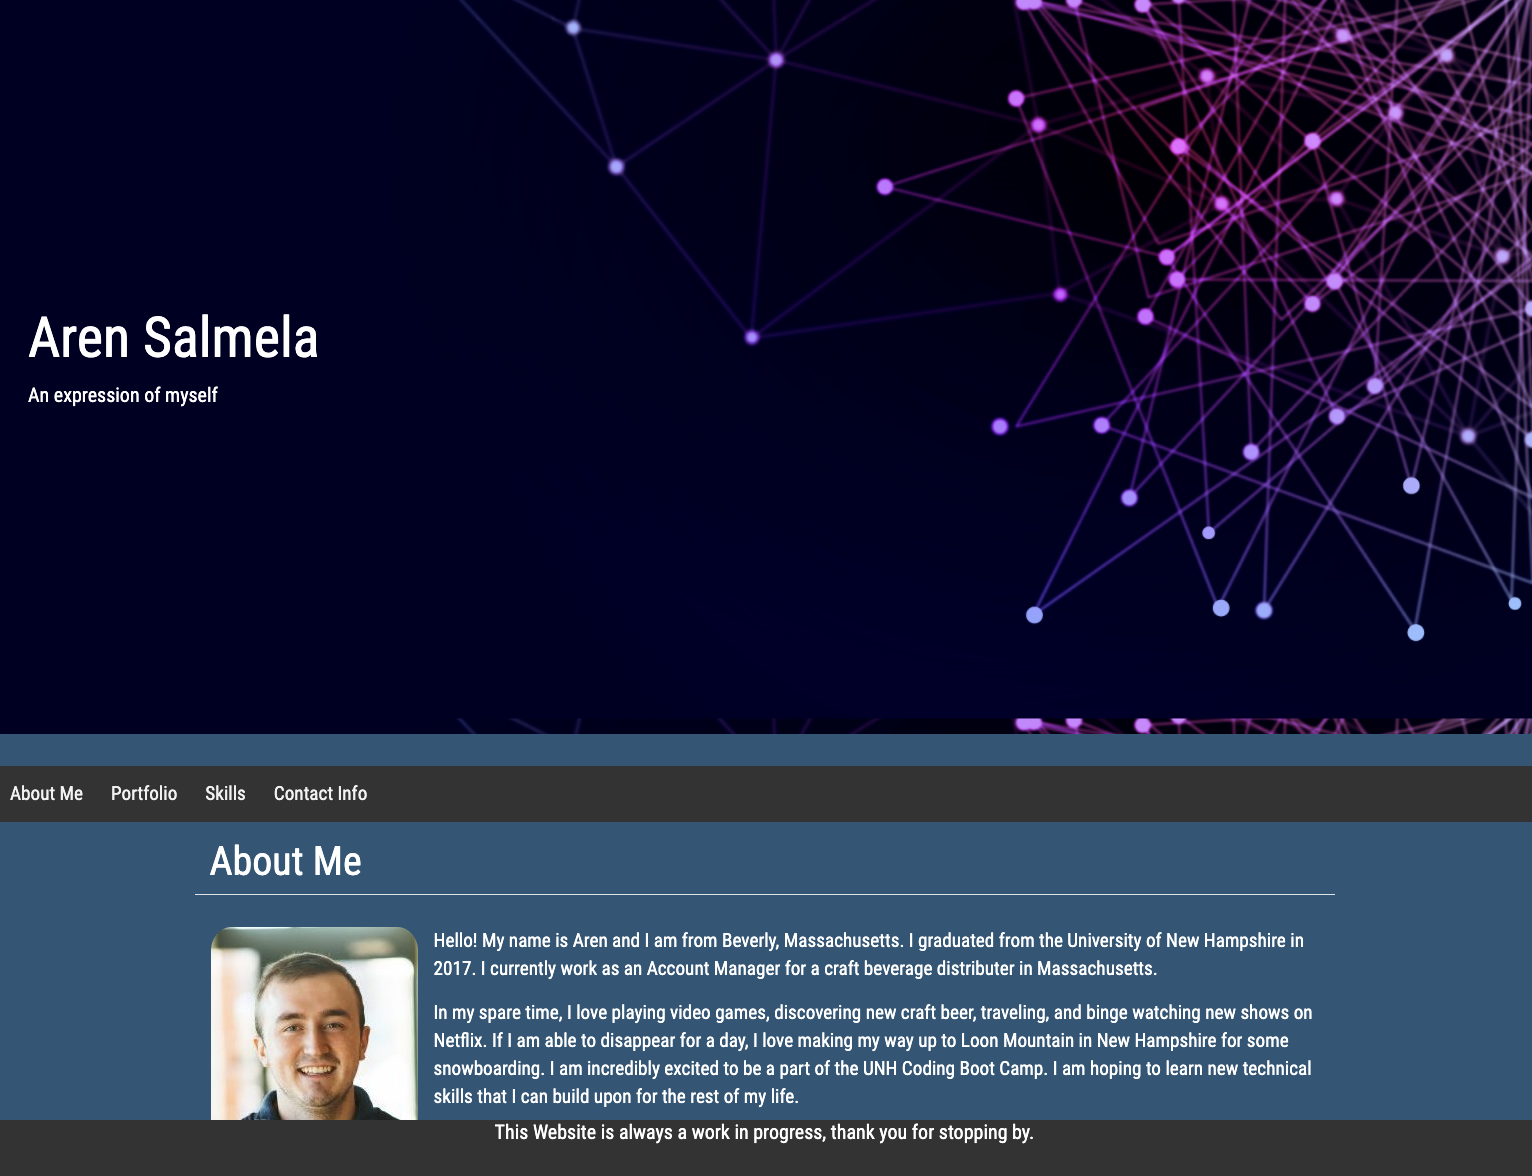 Aren Salmela
An expression of myself
About Me Portfolio Skills Contact Info
About Me
Hello! My name is Aren and I am from Beverly, Massachusetts. I graduated from the University of New Hampshire in
2017. I currently work as an Account Manager for a craft beverage distributer in Massachusetts.
In my spare time, I love playing video games, discovering new craft beer, traveling, and binge watching new shows on
Netflix. If I am able to disappear for a day, I love making my way up to Loon Mountain in New Hampshire for some
snowboarding. I am incredibly excited to be a part of the UNH Coding Boot Camp. I am hoping to learn new technical
skills that I can build upon for the rest of my life.
This Website is always a work in progress, thank you for stopping by.